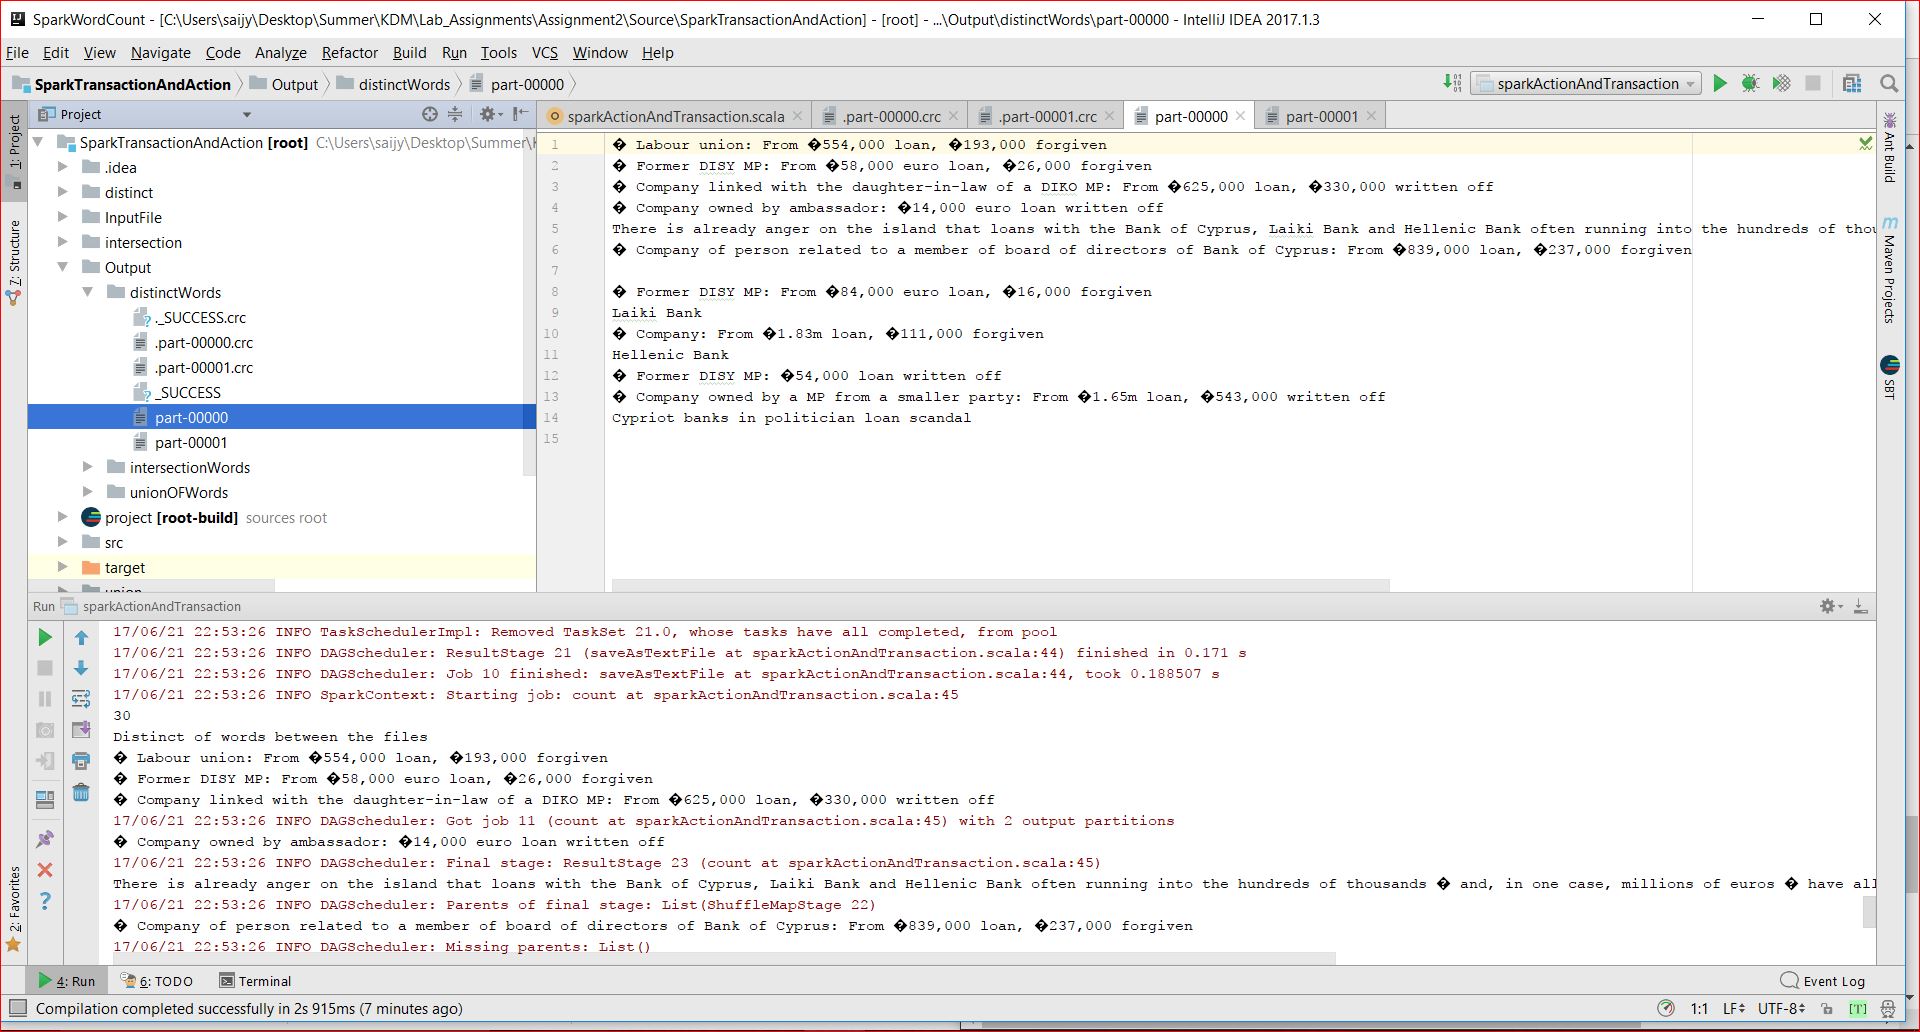 SparkWordCount - [C:\Users\saijy\Desktop\Summer\KDM\Lab_Assignments\Assignment2\Source\SparkTransactionAndAction] - [root] - ...\Output\distinctWords\part-00000 - IntelliJ IDEA 2017.1.3
File Edit View Navigate Code Analyze Refactor Build Run Tools VCS Window Help
SparkTransactionAndAction Output distinctWords part-00000
sparkActionAndTransaction
Project
sparkActionAndTransaction.scala .part-00000.crc .part-00001.crc part-00000 part-00001
1: Project
7: Structure
2: Favorites
SparkTransactionAndAction [root] C:\Users\saijy\Desktop\Summer\
.idea
distinct
InputFile
intersection
Output
distinctWords
._SUCCESS.crc
.part-00000.crc
.part-00001.crc
_SUCCESS
part-00000
part-00001
intersectionWords
unionOFWords
project [root-build] sources root
src
target
union
1 � Labour union: From �554,000 loan, �193,000 forgiven
2 � Former DISY MP: From �58,000 euro loan, �26,000 forgiven
3 � Company linked with the daughter-in-law of a DIKO MP: From �625,000 loan, �330,000 written off
4 � Company owned by ambassador: �14,000 euro loan written off
5 There is already anger on the island that loans with the Bank of Cyprus, Laiki Bank and Hellenic Bank often running into the hundreds of thou
6 � Company of person related to a member of board of directors of Bank of Cyprus: From �839,000 loan, �237,000 forgiven
7
8 � Former DISY MP: From �84,000 euro loan, �16,000 forgiven
9 Laiki Bank
10 � Company: From �1.83m loan, �111,000 forgiven
11 Hellenic Bank
12 � Former DISY MP: �54,000 loan written off
13 � Company owned by a MP from a smaller party: From �1.65m loan, �543,000 written off
14 Cypriot banks in politician loan scandal
15
Ant Build
Maven Projects
SBT
Run sparkActionAndTransaction
17/06/21 22:53:26 INFO TaskSchedulerImpl: Removed TaskSet 21.0, whose tasks have all completed, from pool
17/06/21 22:53:26 INFO DAGScheduler: ResultStage 21 (saveAsTextFile at sparkActionAndTransaction.scala:44) finished in 0.171 s
17/06/21 22:53:26 INFO DAGScheduler: Job 10 finished: saveAsTextFile at sparkActionAndTransaction.scala:44, took 0.188507 s
17/06/21 22:53:26 INFO SparkContext: Starting job: count at sparkActionAndTransaction.scala:45
30
Distinct of words between the files
� Labour union: From �554,000 loan, �193,000 forgiven
� Former DISY MP: From �58,000 euro loan, �26,000 forgiven
� Company linked with the daughter-in-law of a DIKO MP: From �625,000 loan, �330,000 written off
17/06/21 22:53:26 INFO DAGScheduler: Got job 11 (count at sparkActionAndTransaction.scala:45) with 2 output partitions
� Company owned by ambassador: �14,000 euro loan written off
17/06/21 22:53:26 INFO DAGScheduler: Final stage: ResultStage 23 (count at sparkActionAndTransaction.scala:45)
There is already anger on the island that loans with the Bank of Cyprus, Laiki Bank and Hellenic Bank often running into the hundreds of thousands � and, in one case, millions of euros � have all
17/06/21 22:53:26 INFO DAGScheduler: Parents of final stage: List(ShuffleMapStage 22)
� Company of person related to a member of board of directors of Bank of Cyprus: From �839,000 loan, �237,000 forgiven
17/06/21 22:53:26 INFO DAGScheduler: Missing parents: List()
4: Run 6: TODO Terminal Event Log
Compilation completed successfully in 2s 915ms (7 minutes ago) 1:1 LF UTF-8 [T]